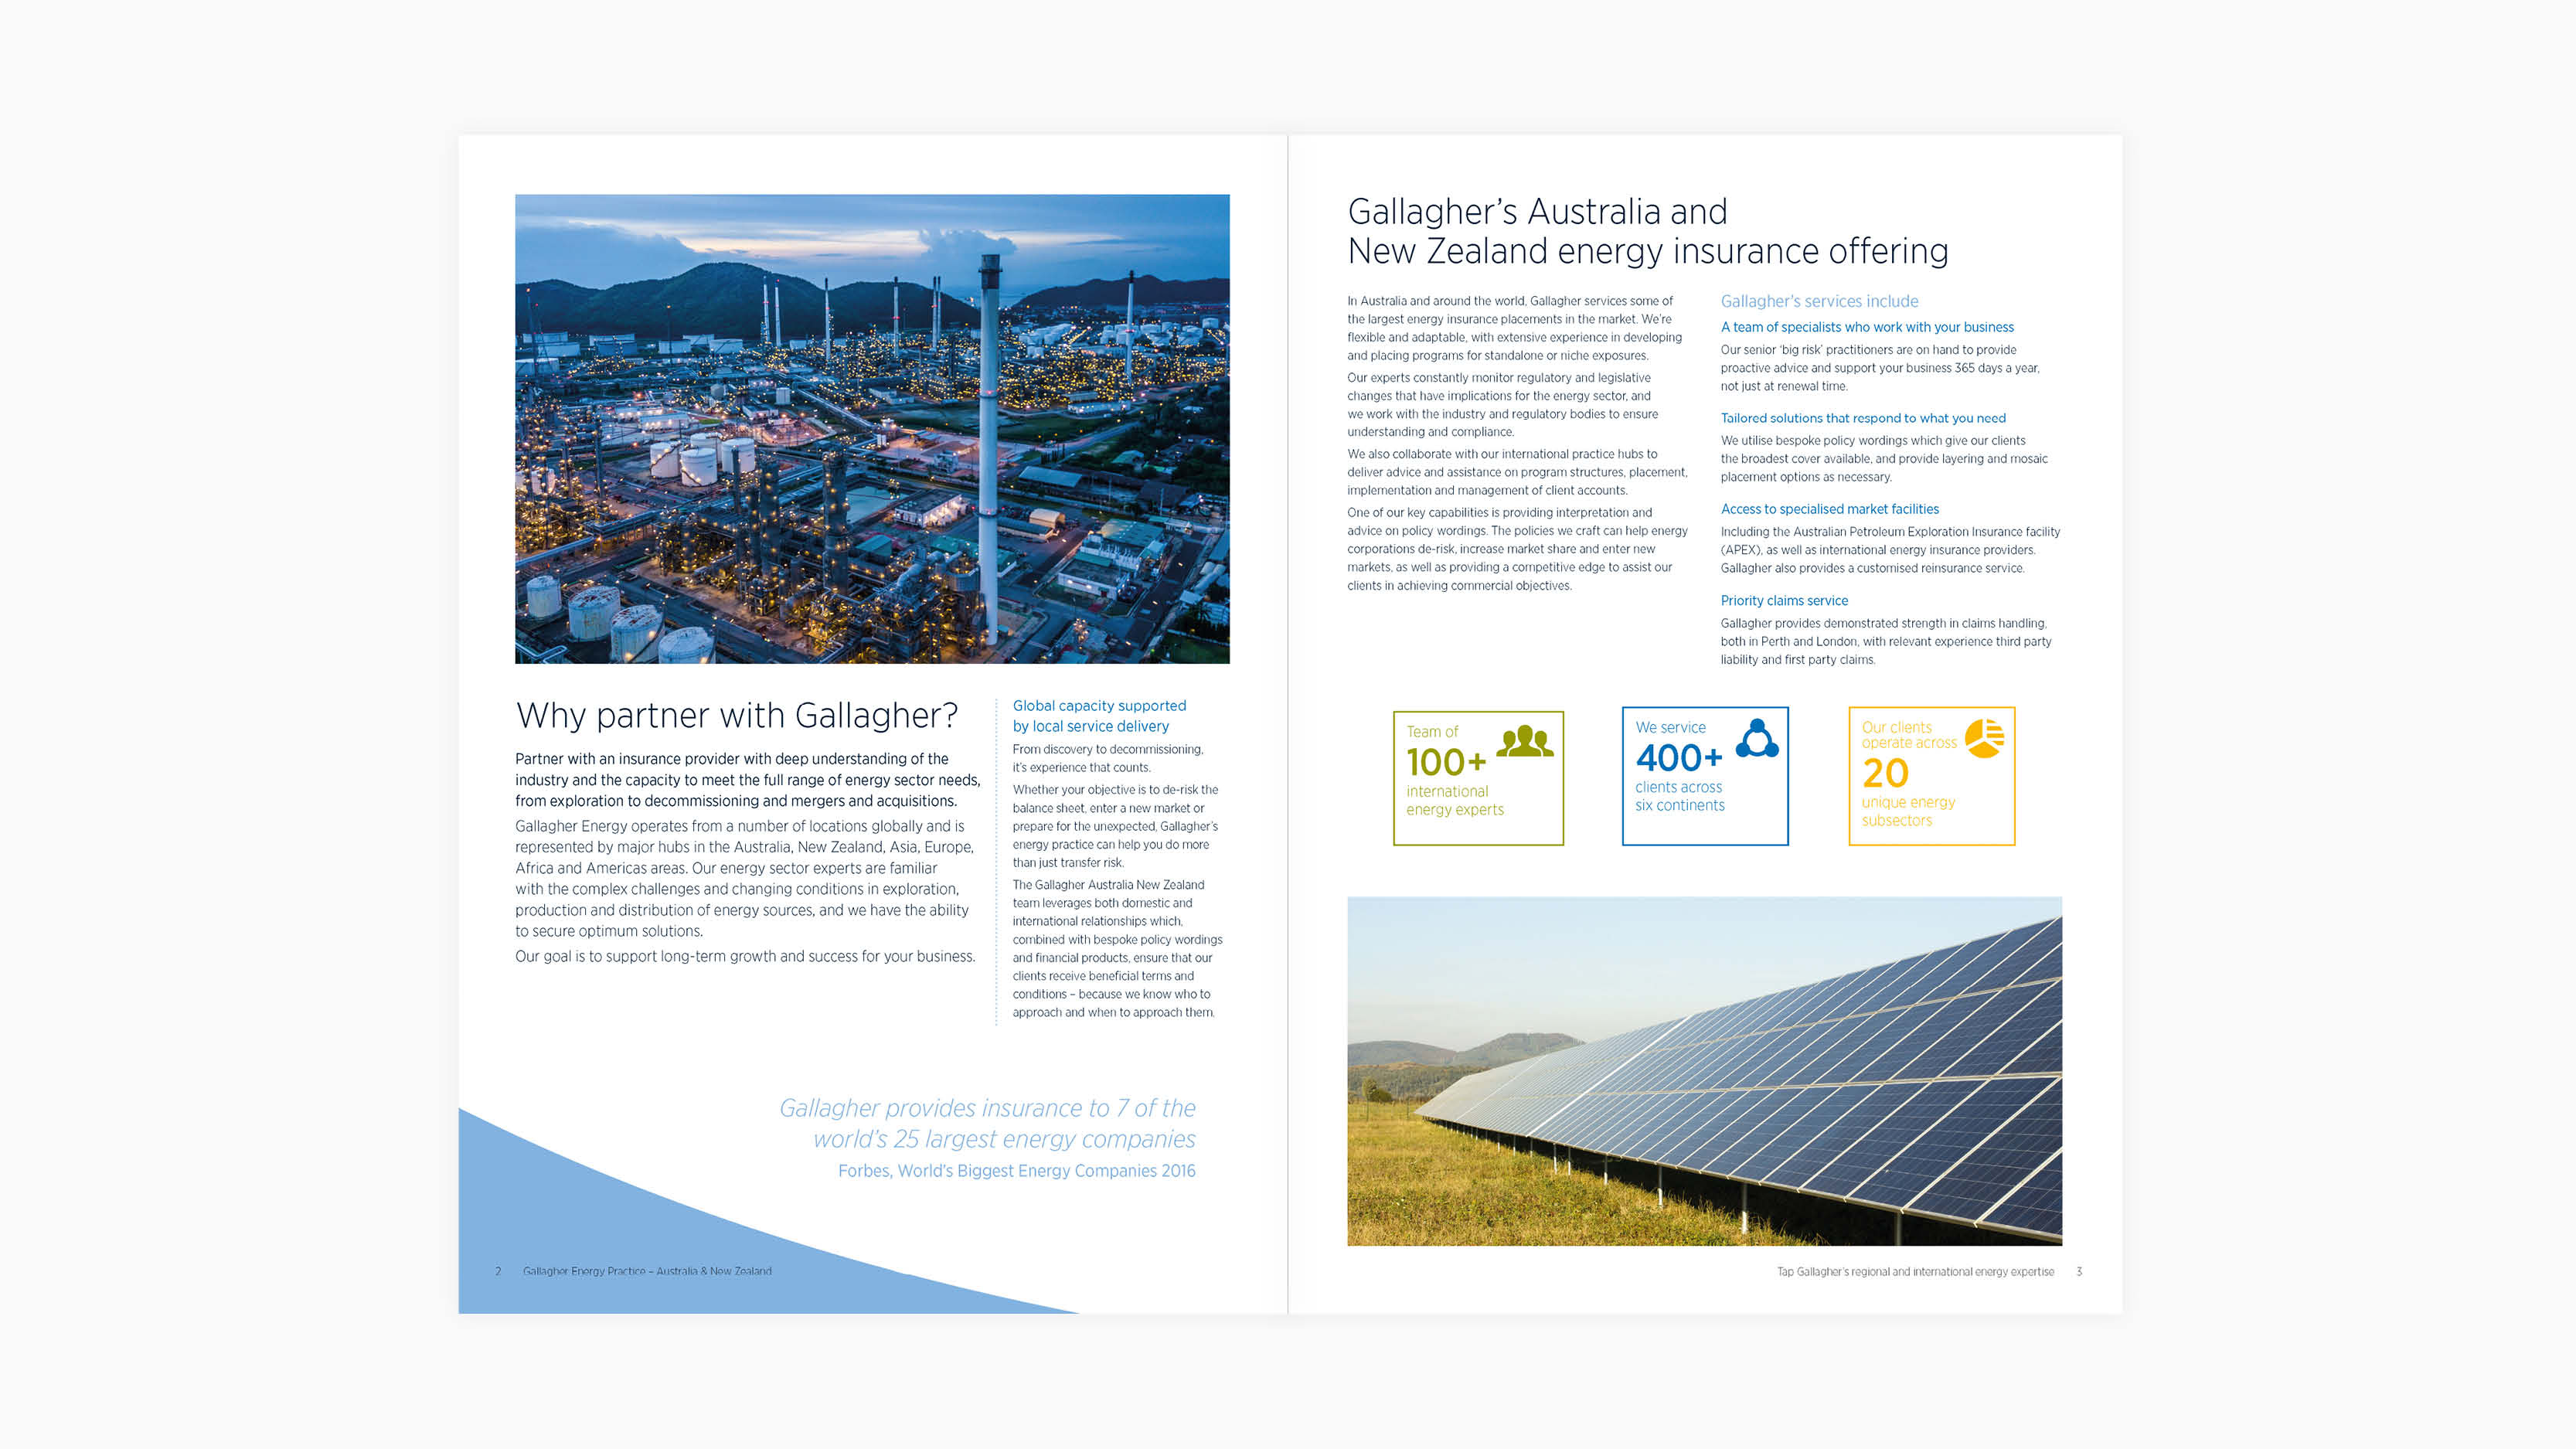 Why partner with Gallagher?
Partner with an insurance provider with deep understanding of the
industry and the capacity to meet the full range of energy sector needs,
from exploration to decommissioning and mergers and acquisitions.
Gallagher Energy operates from a number of locations globally and is
represented by major hubs in the Australia, New Zealand, Asia, Europe,
Africa and Americas areas. Our energy sector experts are familiar
with the complex challenges and changing conditions in exploration,
production and distribution of energy sources, and we have the ability
to secure optimum solutions.
Our goal is to support long-term growth and success for your business.
Global capacity supported
by local service delivery
From discovery to decommissioning,
it's experience that counts.
Whether your objective is to de-risk the
balance sheet, enter a new market or
prepare for the unexpected, Gallagher's
energy practice can help you do more
than just transfer risk.
The Gallagher Australia New Zealand
team leverages both domestic and
international relationships which,
combined with bespoke policy wordings
and financial products, ensure that our
clients receive beneficial terms and
conditions – because we know who to
approach and when to approach them.
Gallagher provides insurance to 7 of the
world's 25 largest energy companies
Forbes, World's Biggest Energy Companies 2016
2 Gallagher Energy Practice – Australia & New Zealand
Gallagher's Australia and
New Zealand energy insurance offering
In Australia and around the world, Gallagher services some of
the largest energy insurance placements in the market. We're
flexible and adaptable, with extensive experience in developing
and placing programs for standalone or niche exposures.
Our experts constantly monitor regulatory and legislative
changes that have implications for the energy sector, and
we work with the industry and regulatory bodies to ensure
understanding and compliance.
We also collaborate with our international practice hubs to
deliver advice and assistance on program structures, placement,
implementation and management of client accounts.
One of our key capabilities is providing interpretation and
advice on policy wordings. The policies we craft can help energy
corporations de-risk, increase market share and enter new
markets, as well as providing a competitive edge to assist our
clients in achieving commercial objectives.
Gallagher's services include
A team of specialists who work with your business
Our senior 'big risk' practitioners are on hand to provide
proactive advice and support your business 365 days a year,
not just at renewal time.
Tailored solutions that respond to what you need
We utilise bespoke policy wordings which give our clients
the broadest cover available, and provide layering and mosaic
placement options as necessary.
Access to specialised market facilities
Including the Australian Petroleum Exploration Insurance facility
(APEX), as well as international energy insurance providers.
Gallagher also provides a customised reinsurance service.
Priority claims service
Gallagher provides demonstrated strength in claims handling,
both in Perth and London, with relevant experience third party
liability and first party claims.
Team of
100+
international
energy experts
We service
400+
clients across
six continents
Our clients
operate across
20
unique energy
subsectors
Tap Gallagher's regional and international energy expertise 3